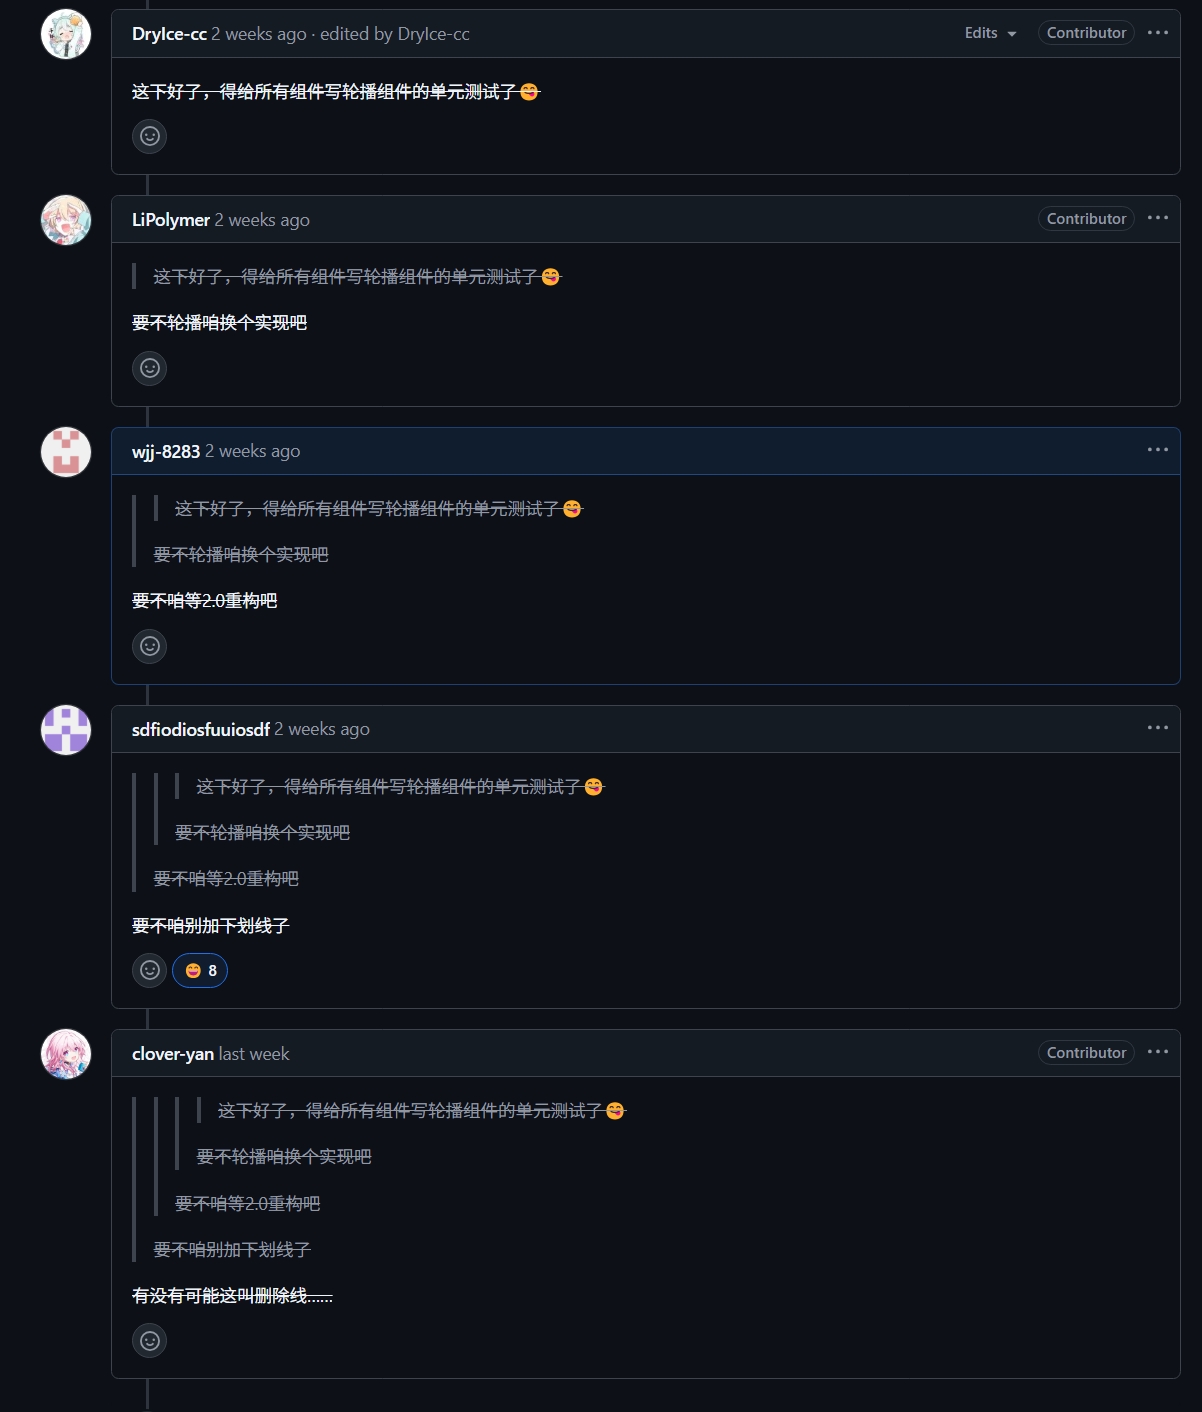 DryIce-cc 2 weeks ago · edited by DryIce-cc Edits Contributor
这下好了，得给所有组件写轮播组件的单元测试了😋
LiPolymer 2 weeks ago Contributor
这下好了，得给所有组件写轮播组件的单元测试了😋
要不轮播咱换个实现吧
wjj-8283 2 weeks ago
这下好了，得给所有组件写轮播组件的单元测试了😋
要不轮播咱换个实现吧
要不咱等2.0重构吧
sdfiodiosfuuiosdf 2 weeks ago
这下好了，得给所有组件写轮播组件的单元测试了😋
要不轮播咱换个实现吧
要不咱等2.0重构吧
要不咱别加下划线了
😄 8
clover-yan last week Contributor
这下好了，得给所有组件写轮播组件的单元测试了😋
要不轮播咱换个实现吧
要不咱等2.0重构吧
要不咱别加下划线了
有没有可能这叫删除线……